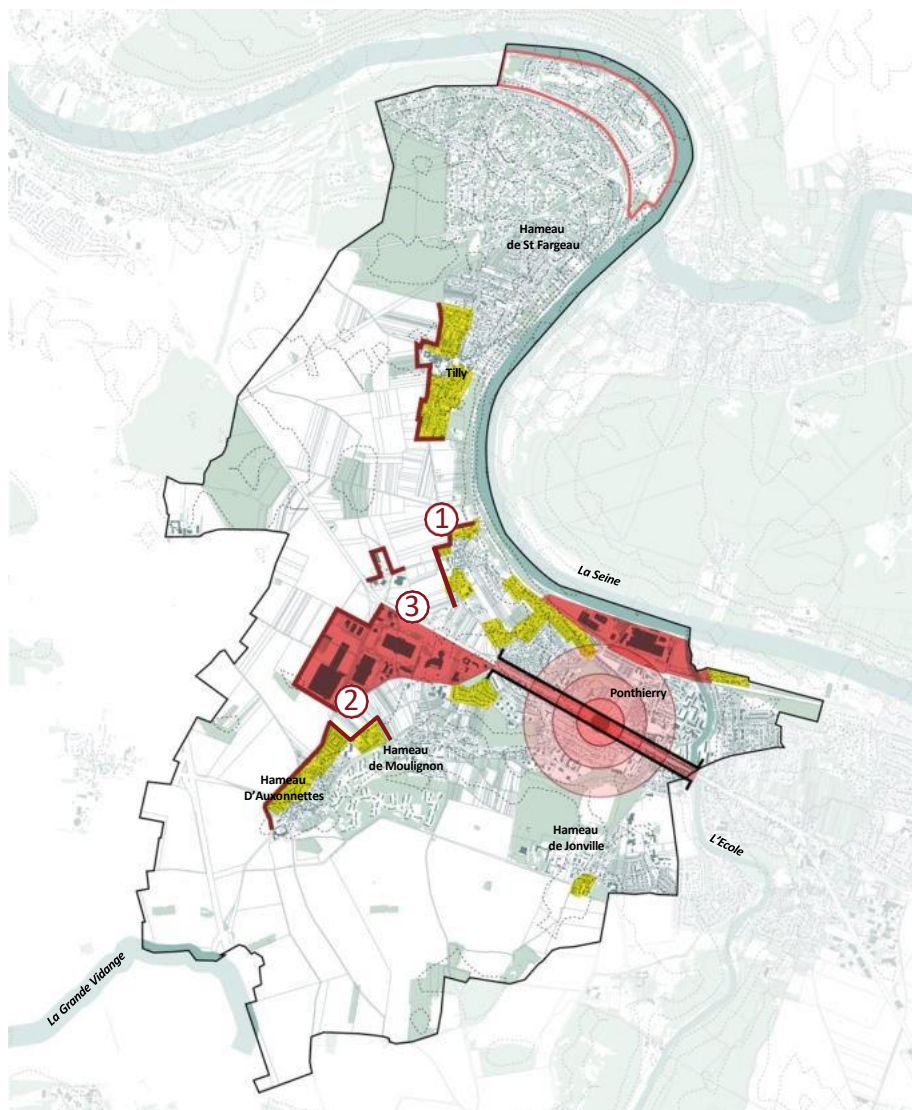 Hameau
de St Fargeau
Tilly
1
La Seine
3
Ponthierry
2
Hameau
de Moulignon
Hameau
D'Auxonnettes
Hameau
de Jonville
L'Ecole
La Grande Vidange